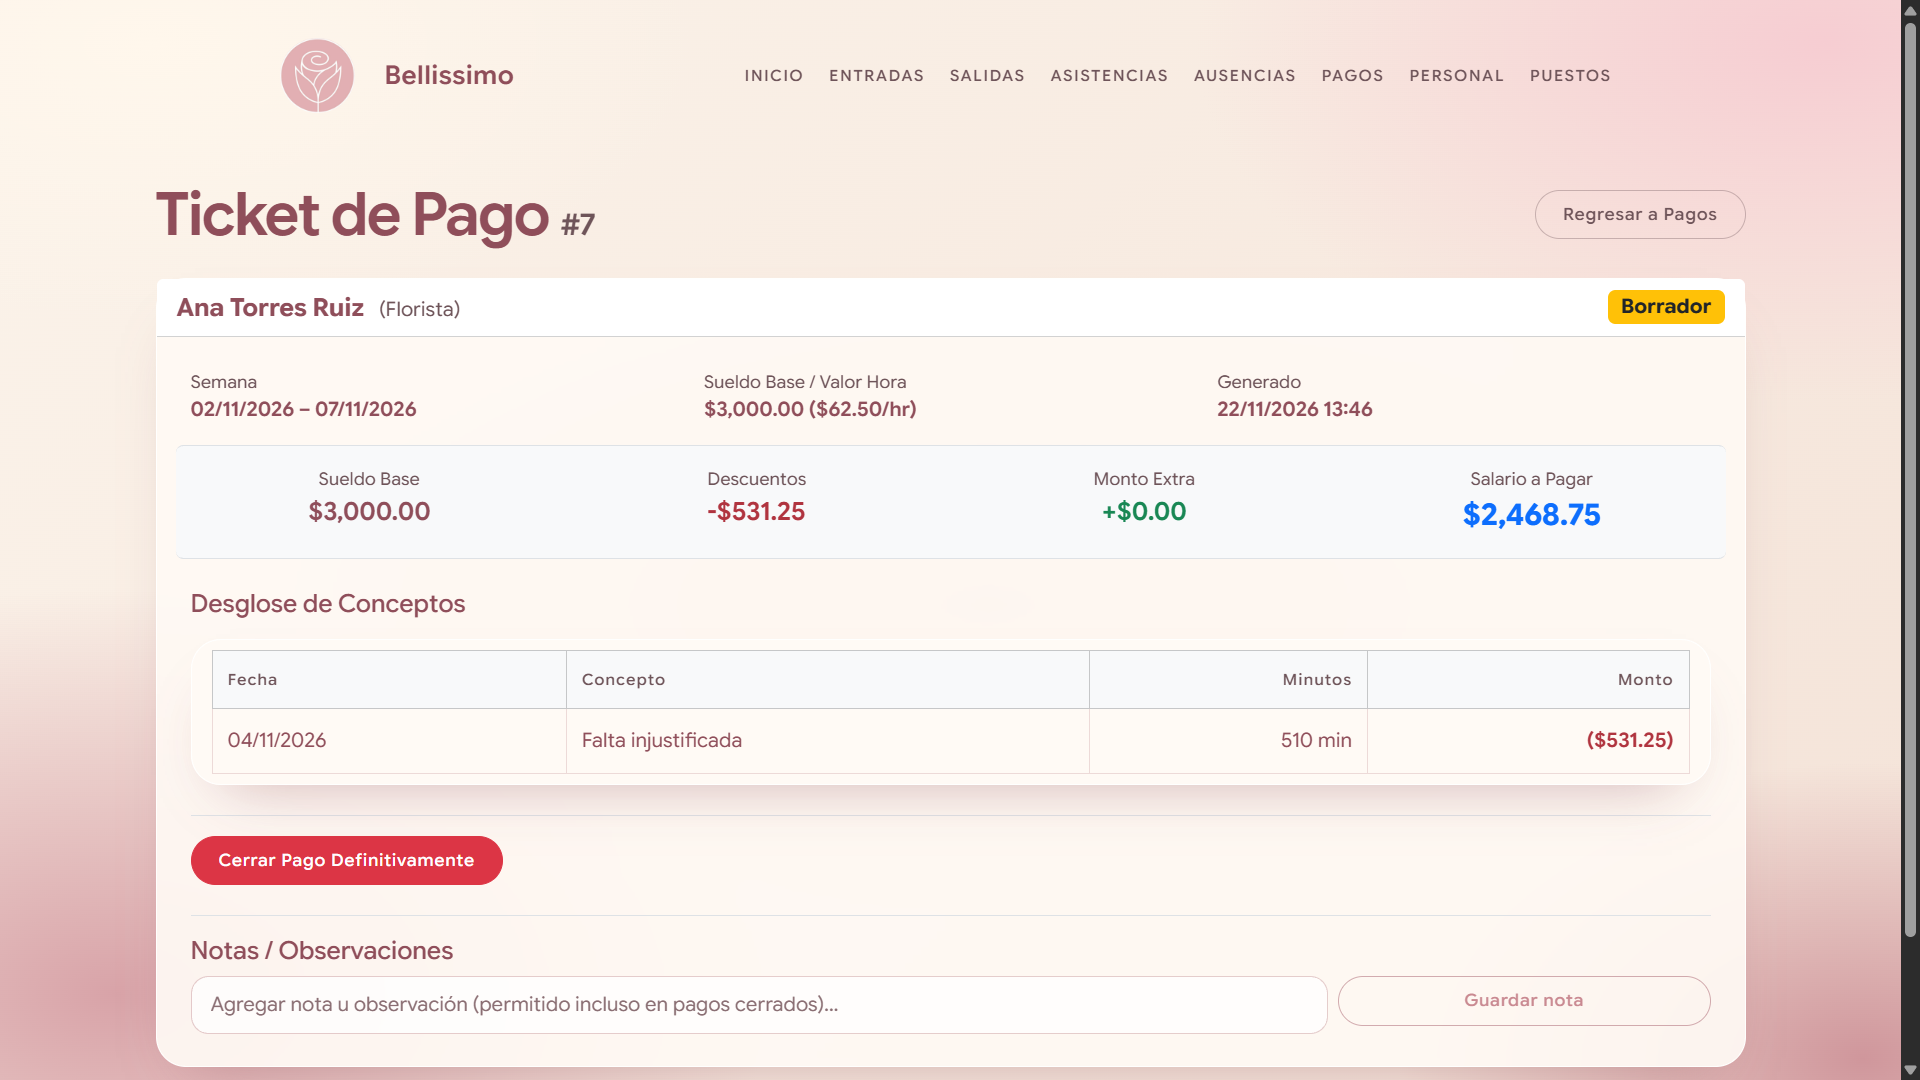 Bellissimo
INICIO ENTRADAS SALIDAS ASISTENCIAS AUSENCIAS PAGOS PERSONAL PUESTOS
Ticket de Pago #7
Regresar a Pagos
Ana Torres Ruiz (Florista)
Borrador
Semana
02/11/2026 – 07/11/2026
Sueldo Base / Valor Hora
$3,000.00 ($62.50/hr)
Generado
22/11/2026 13:46
Sueldo Base
$3,000.00
Descuentos
-$531.25
Monto Extra
+$0.00
Salario a Pagar
$2,468.75
Desglose de Conceptos
Fecha Concepto Minutos Monto
04/11/2026 Falta injustificada 510 min ($531.25)
Cerrar Pago Definitivamente
Notas / Observaciones
Agregar nota u observación (permitido incluso en pagos cerrados)...
Guardar nota